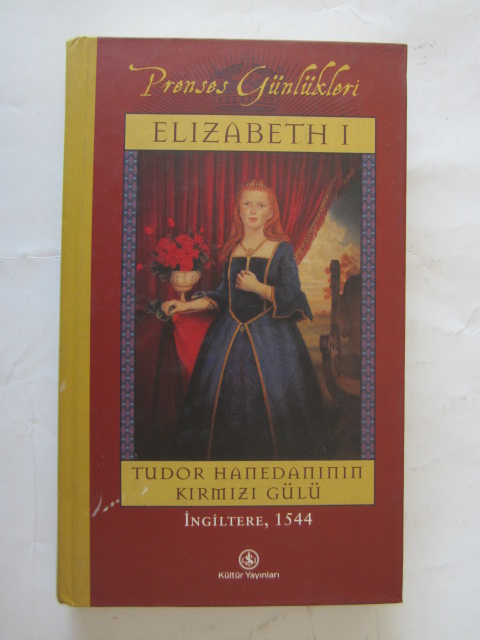 Prenses Günlükleri
ELIZABETH I
TUDOR HANEDANININ
KIRMIZI GÜLÜ
İNGİLTERE, 1544
Kültür Yayınları